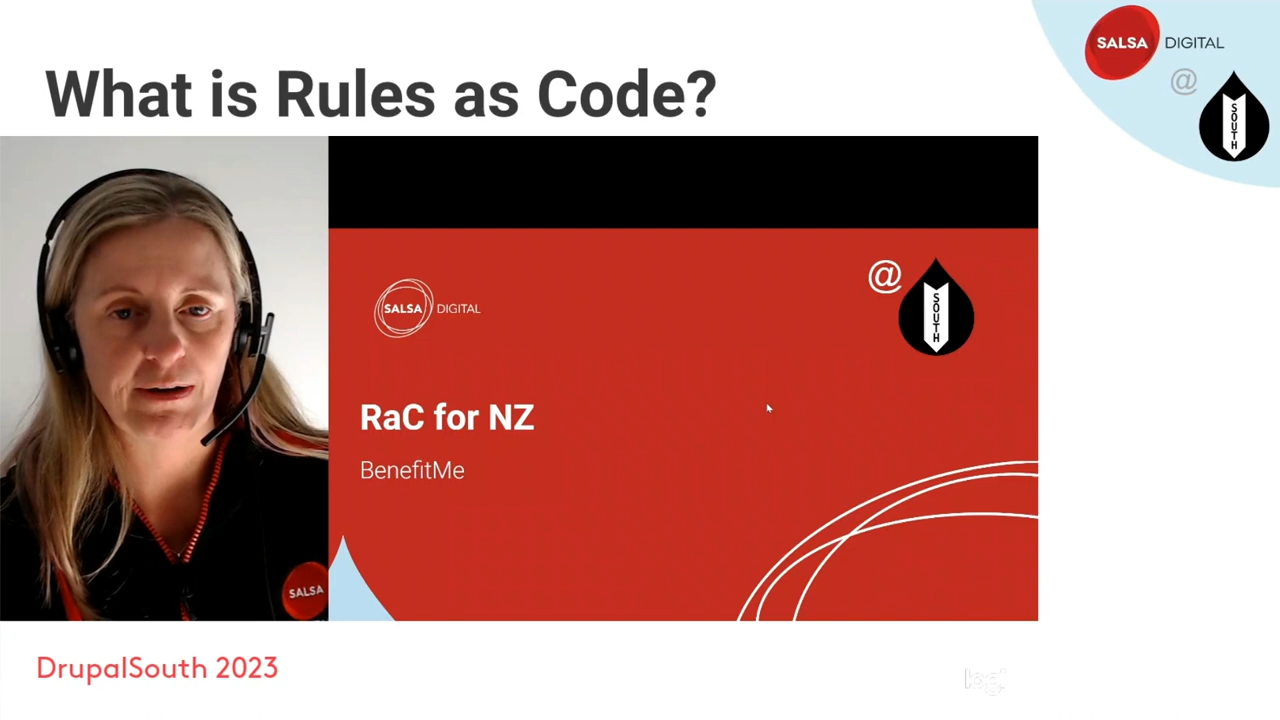 What is Rules as Code?
SALSA DIGITAL
@
SOUTH
SALSA DIGITAL
@
SOUTH
RaC for NZ
BenefitMe
SALSA
DrupalSouth 2023